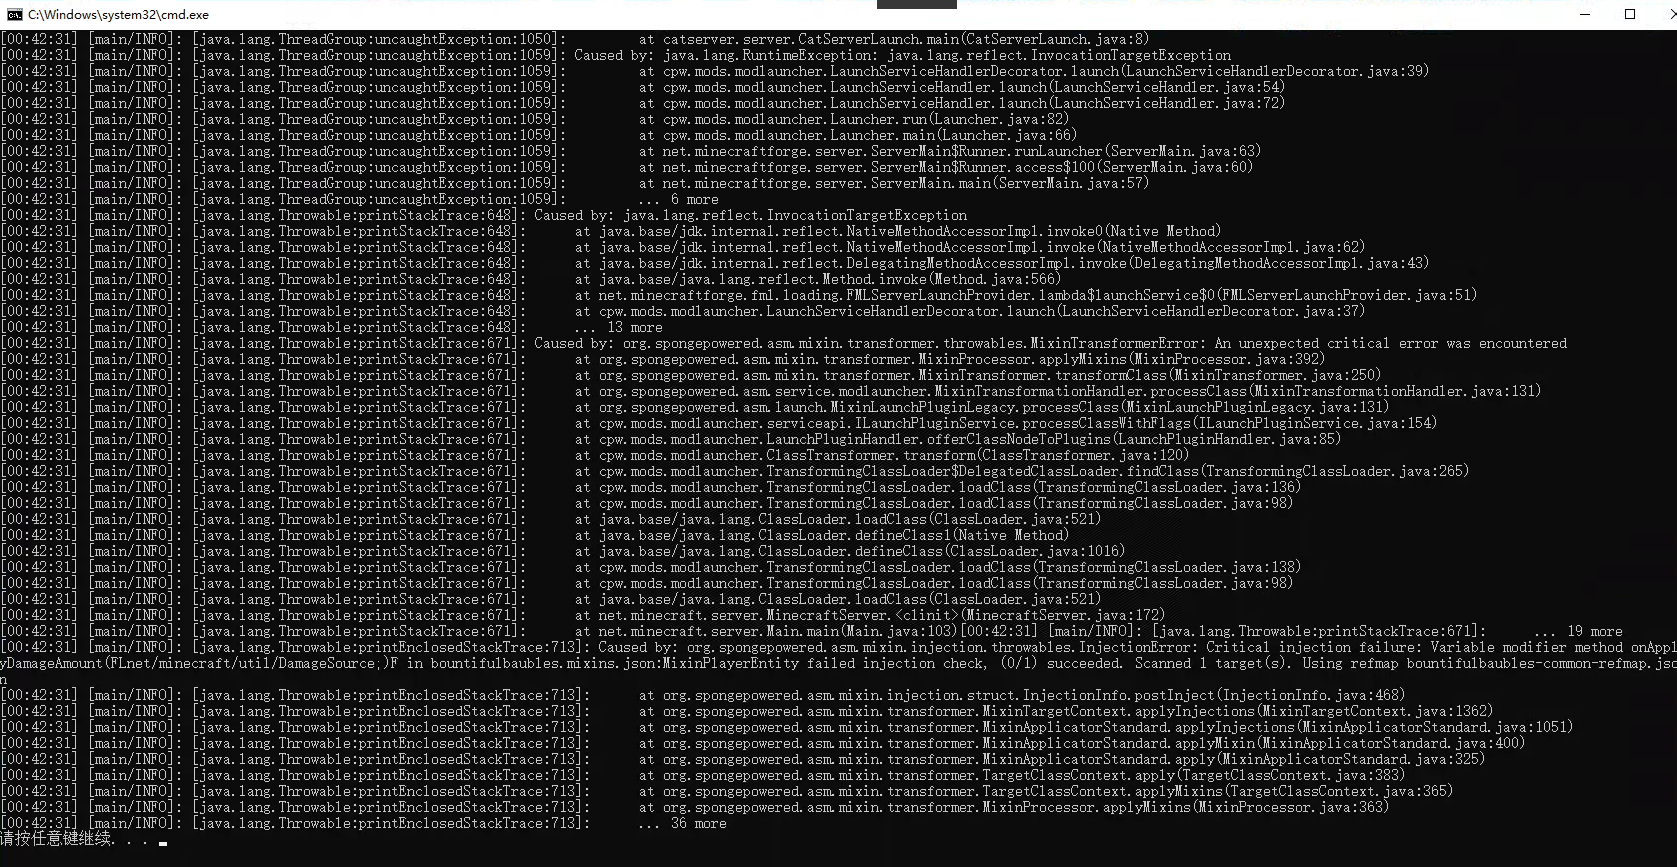 C:\Windows\system32\cmd.exe
[00:42:31] [main/INFO]: [java.lang.ThreadGroup:uncaughtException:1050]: at catserver.server.CatServerLaunch.main(CatServerLaunch.java:8)
[00:42:31] [main/INFO]: [java.lang.ThreadGroup:uncaughtException:1059]: Caused by: java.lang.RuntimeException: java.lang.reflect.InvocationTargetException
[00:42:31] [main/INFO]: [java.lang.ThreadGroup:uncaughtException:1059]: at cpw.mods.modlauncher.LaunchServiceHandlerDecorator.launch(LaunchServiceHandlerDecorator.java:39)
[00:42:31] [main/INFO]: [java.lang.ThreadGroup:uncaughtException:1059]: at cpw.mods.modlauncher.LaunchServiceHandler.launch(LaunchServiceHandler.java:54)
[00:42:31] [main/INFO]: [java.lang.ThreadGroup:uncaughtException:1059]: at cpw.mods.modlauncher.LaunchServiceHandler.launch(LaunchServiceHandler.java:72)
[00:42:31] [main/INFO]: [java.lang.ThreadGroup:uncaughtException:1059]: at cpw.mods.modlauncher.Launcher.run(Launcher.java:82)
[00:42:31] [main/INFO]: [java.lang.ThreadGroup:uncaughtException:1059]: at cpw.mods.modlauncher.Launcher.main(Launcher.java:66)
[00:42:31] [main/INFO]: [java.lang.ThreadGroup:uncaughtException:1059]: at net.minecraftforge.server.ServerMain$Runner.runLauncher(ServerMain.java:63)
[00:42:31] [main/INFO]: [java.lang.ThreadGroup:uncaughtException:1059]: at net.minecraftforge.server.ServerMain$Runner.access$100(ServerMain.java:60)
[00:42:31] [main/INFO]: [java.lang.ThreadGroup:uncaughtException:1059]: at net.minecraftforge.server.ServerMain.main(ServerMain.java:57)
[00:42:31] [main/INFO]: [java.lang.ThreadGroup:uncaughtException:1059]: ... 6 more
[00:42:31] [main/INFO]: [java.lang.Throwable:printStackTrace:648]: Caused by: java.lang.reflect.InvocationTargetException
[00:42:31] [main/INFO]: [java.lang.Throwable:printStackTrace:648]: at java.base/jdk.internal.reflect.NativeMethodAccessorImpl.invoke0(Native Method)
[00:42:31] [main/INFO]: [java.lang.Throwable:printStackTrace:648]: at java.base/jdk.internal.reflect.NativeMethodAccessorImpl.invoke(NativeMethodAccessorImpl.java:62)
[00:42:31] [main/INFO]: [java.lang.Throwable:printStackTrace:648]: at java.base/jdk.internal.reflect.DelegatingMethodAccessorImpl.invoke(DelegatingMethodAccessorImpl.java:43)
[00:42:31] [main/INFO]: [java.lang.Throwable:printStackTrace:648]: at java.base/java.lang.reflect.Method.invoke(Method.java:566)
[00:42:31] [main/INFO]: [java.lang.Throwable:printStackTrace:648]: at net.minecraftforge.fml.loading.FMLServerLaunchProvider.lambda$launchService$0(FMLServerLaunchProvider.java:51)
[00:42:31] [main/INFO]: [java.lang.Throwable:printStackTrace:648]: at cpw.mods.modlauncher.LaunchServiceHandlerDecorator.launch(LaunchServiceHandlerDecorator.java:37)
[00:42:31] [main/INFO]: [java.lang.Throwable:printStackTrace:648]: ... 13 more
[00:42:31] [main/INFO]: [java.lang.Throwable:printStackTrace:671]: Caused by: org.spongepowered.asm.mixin.transformer.throwables.MixinTransformerError: An unexpected critical error was encountered
[00:42:31] [main/INFO]: [java.lang.Throwable:printStackTrace:671]: at org.spongepowered.asm.mixin.transformer.MixinProcessor.applyMixins(MixinProcessor.java:392)
[00:42:31] [main/INFO]: [java.lang.Throwable:printStackTrace:671]: at org.spongepowered.asm.mixin.transformer.MixinTransformer.transformClass(MixinTransformer.java:250)
[00:42:31] [main/INFO]: [java.lang.Throwable:printStackTrace:671]: at org.spongepowered.asm.service.modlauncher.MixinTransformationHandler.processClass(MixinTransformationHandler.java:131)
[00:42:31] [main/INFO]: [java.lang.Throwable:printStackTrace:671]: at org.spongepowered.asm.launch.MixinLaunchPluginLegacy.processClass(MixinLaunchPluginLegacy.java:131)
[00:42:31] [main/INFO]: [java.lang.Throwable:printStackTrace:671]: at cpw.mods.modlauncher.serviceapi.ILaunchPluginService.processClassWithFlags(ILaunchPluginService.java:154)
[00:42:31] [main/INFO]: [java.lang.Throwable:printStackTrace:671]: at cpw.mods.modlauncher.LaunchPluginHandler.offerClassNodeToPlugins(LaunchPluginHandler.java:85)
[00:42:31] [main/INFO]: [java.lang.Throwable:printStackTrace:671]: at cpw.mods.modlauncher.ClassTransformer.transform(ClassTransformer.java:120)
[00:42:31] [main/INFO]: [java.lang.Throwable:printStackTrace:671]: at cpw.mods.modlauncher.TransformingClassLoader$DelegatedClassLoader.findClass(TransformingClassLoader.java:265)
[00:42:31] [main/INFO]: [java.lang.Throwable:printStackTrace:671]: at cpw.mods.modlauncher.TransformingClassLoader.loadClass(TransformingClassLoader.java:136)
[00:42:31] [main/INFO]: [java.lang.Throwable:printStackTrace:671]: at cpw.mods.modlauncher.TransformingClassLoader.loadClass(TransformingClassLoader.java:98)
[00:42:31] [main/INFO]: [java.lang.Throwable:printStackTrace:671]: at java.base/java.lang.ClassLoader.loadClass(ClassLoader.java:521)
[00:42:31] [main/INFO]: [java.lang.Throwable:printStackTrace:671]: at java.base/java.lang.ClassLoader.defineClass1(Native Method)
[00:42:31] [main/INFO]: [java.lang.Throwable:printStackTrace:671]: at java.base/java.lang.ClassLoader.defineClass(ClassLoader.java:1016)
[00:42:31] [main/INFO]: [java.lang.Throwable:printStackTrace:671]: at cpw.mods.modlauncher.TransformingClassLoader.loadClass(TransformingClassLoader.java:138)
[00:42:31] [main/INFO]: [java.lang.Throwable:printStackTrace:671]: at cpw.mods.modlauncher.TransformingClassLoader.loadClass(TransformingClassLoader.java:98)
[00:42:31] [main/INFO]: [java.lang.Throwable:printStackTrace:671]: at java.base/java.lang.ClassLoader.loadClass(ClassLoader.java:521)
[00:42:31] [main/INFO]: [java.lang.Throwable:printStackTrace:671]: at net.minecraft.server.MinecraftServer.<clinit>(MinecraftServer.java:172)
[00:42:31] [main/INFO]: [java.lang.Throwable:printStackTrace:671]: at net.minecraft.server.Main.main(Main.java:103)[00:42:31] [main/INFO]: [java.lang.Throwable:printStackTrace:671]: ... 19 more
[00:42:31] [main/INFO]: [java.lang.Throwable:printEnclosedStackTrace:713]: Caused by: org.spongepowered.asm.mixin.injection.throwables.InjectionError: Critical injection failure: Variable modifier method onAppl
yDamageAmount(FLnet/minecraft/util/DamageSource;)F in bountifulbaubles.mixins.json:MixinPlayerEntity failed injection check, (0/1) succeeded. Scanned 1 target(s). Using refmap bountifulbaubles-common-refmap.jso
n
[00:42:31] [main/INFO]: [java.lang.Throwable:printEnclosedStackTrace:713]: at org.spongepowered.asm.mixin.injection.struct.InjectionInfo.postInject(InjectionInfo.java:468)
[00:42:31] [main/INFO]: [java.lang.Throwable:printEnclosedStackTrace:713]: at org.spongepowered.asm.mixin.transformer.MixinTargetContext.applyInjections(MixinTargetContext.java:1362)
[00:42:31] [main/INFO]: [java.lang.Throwable:printEnclosedStackTrace:713]: at org.spongepowered.asm.mixin.transformer.MixinApplicatorStandard.applyInjections(MixinApplicatorStandard.java:1051)
[00:42:31] [main/INFO]: [java.lang.Throwable:printEnclosedStackTrace:713]: at org.spongepowered.asm.mixin.transformer.MixinApplicatorStandard.applyMixin(MixinApplicatorStandard.java:400)
[00:42:31] [main/INFO]: [java.lang.Throwable:printEnclosedStackTrace:713]: at org.spongepowered.asm.mixin.transformer.MixinApplicatorStandard.apply(MixinApplicatorStandard.java:325)
[00:42:31] [main/INFO]: [java.lang.Throwable:printEnclosedStackTrace:713]: at org.spongepowered.asm.mixin.transformer.TargetClassContext.apply(TargetClassContext.java:383)
[00:42:31] [main/INFO]: [java.lang.Throwable:printEnclosedStackTrace:713]: at org.spongepowered.asm.mixin.transformer.TargetClassContext.applyMixins(TargetClassContext.java:365)
[00:42:31] [main/INFO]: [java.lang.Throwable:printEnclosedStackTrace:713]: at org.spongepowered.asm.mixin.transformer.MixinProcessor.applyMixins(MixinProcessor.java:363)
[00:42:31] [main/INFO]: [java.lang.Throwable:printEnclosedStackTrace:713]: ... 36 more
请按任意键继续. . .